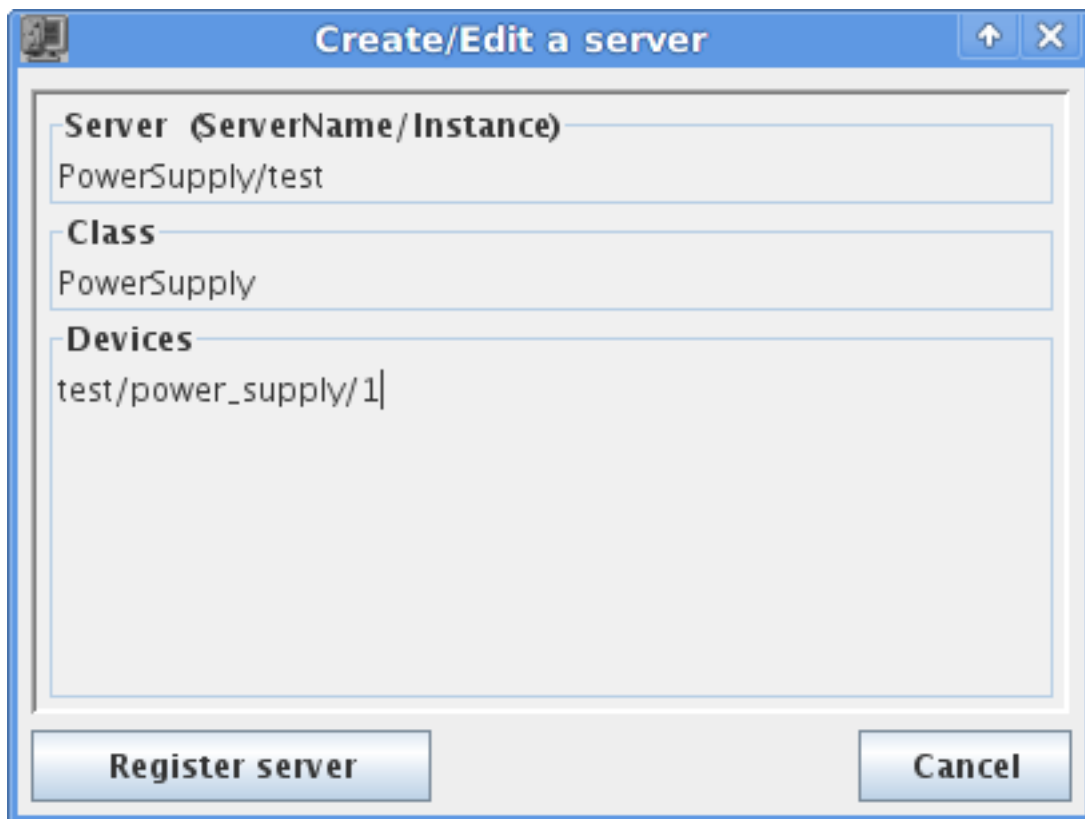 Create/Edit a server
Server (ServerName/Instance)
PowerSupply/test
Class
PowerSupply
Devices
test/power_supply/1
Register server
Cancel